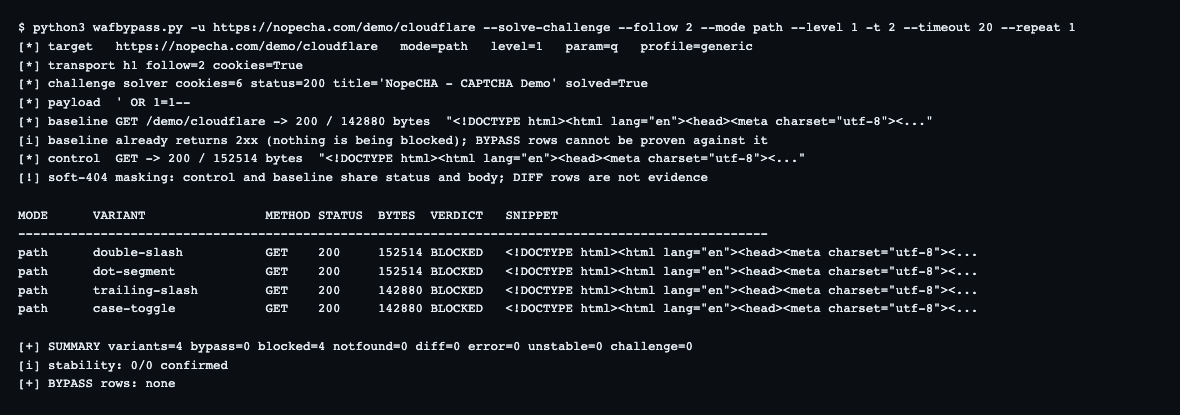 $ python3 wafbypass.py -u https://nopecha.com/demo/cloudflare --solve-challenge --follow 2 --mode path --level 1 -t 2 --timeout 20 --repeat 1
[*] target   https://nopecha.com/demo/cloudflare   mode=path   level=1   param=q   profile=generic
[*] transport h1 follow=2 cookies=True
[*] challenge solver cookies=6 status=200 title='NopeCHA - CAPTCHA Demo' solved=True
[*] payload  ' OR 1=1--
[*] baseline GET /demo/cloudflare -> 200 / 142880 bytes  "<!DOCTYPE html><html lang="en"><head><meta charset="utf-8"><..."
[i] baseline already returns 2xx (nothing is being blocked); BYPASS rows cannot be proven against it
[*] control  GET -> 200 / 152514 bytes  "<!DOCTYPE html><html lang="en"><head><meta charset="utf-8"><..."
[!] soft-404 masking: control and baseline share status and body; DIFF rows are not evidence
MODE      VARIANT                METHOD STATUS  BYTES  VERDICT   SNIPPET
----------------------------------------------------------------------------------------------------
path      double-slash           GET    200     152514 BLOCKED   <!DOCTYPE html><html lang="en"><head><meta charset="utf-8"><...
path      dot-segment            GET    200     152514 BLOCKED   <!DOCTYPE html><html lang="en"><head><meta charset="utf-8"><...
path      trailing-slash         GET    200     142880 BLOCKED   <!DOCTYPE html><html lang="en"><head><meta charset="utf-8"><...
path      case-toggle            GET    200     142880 BLOCKED   <!DOCTYPE html><html lang="en"><head><meta charset="utf-8"><...
[+] SUMMARY variants=4 bypass=0 blocked=4 notfound=0 diff=0 error=0 unstable=0 challenge=0
[i] stability: 0/0 confirmed
[+] BYPASS rows: none